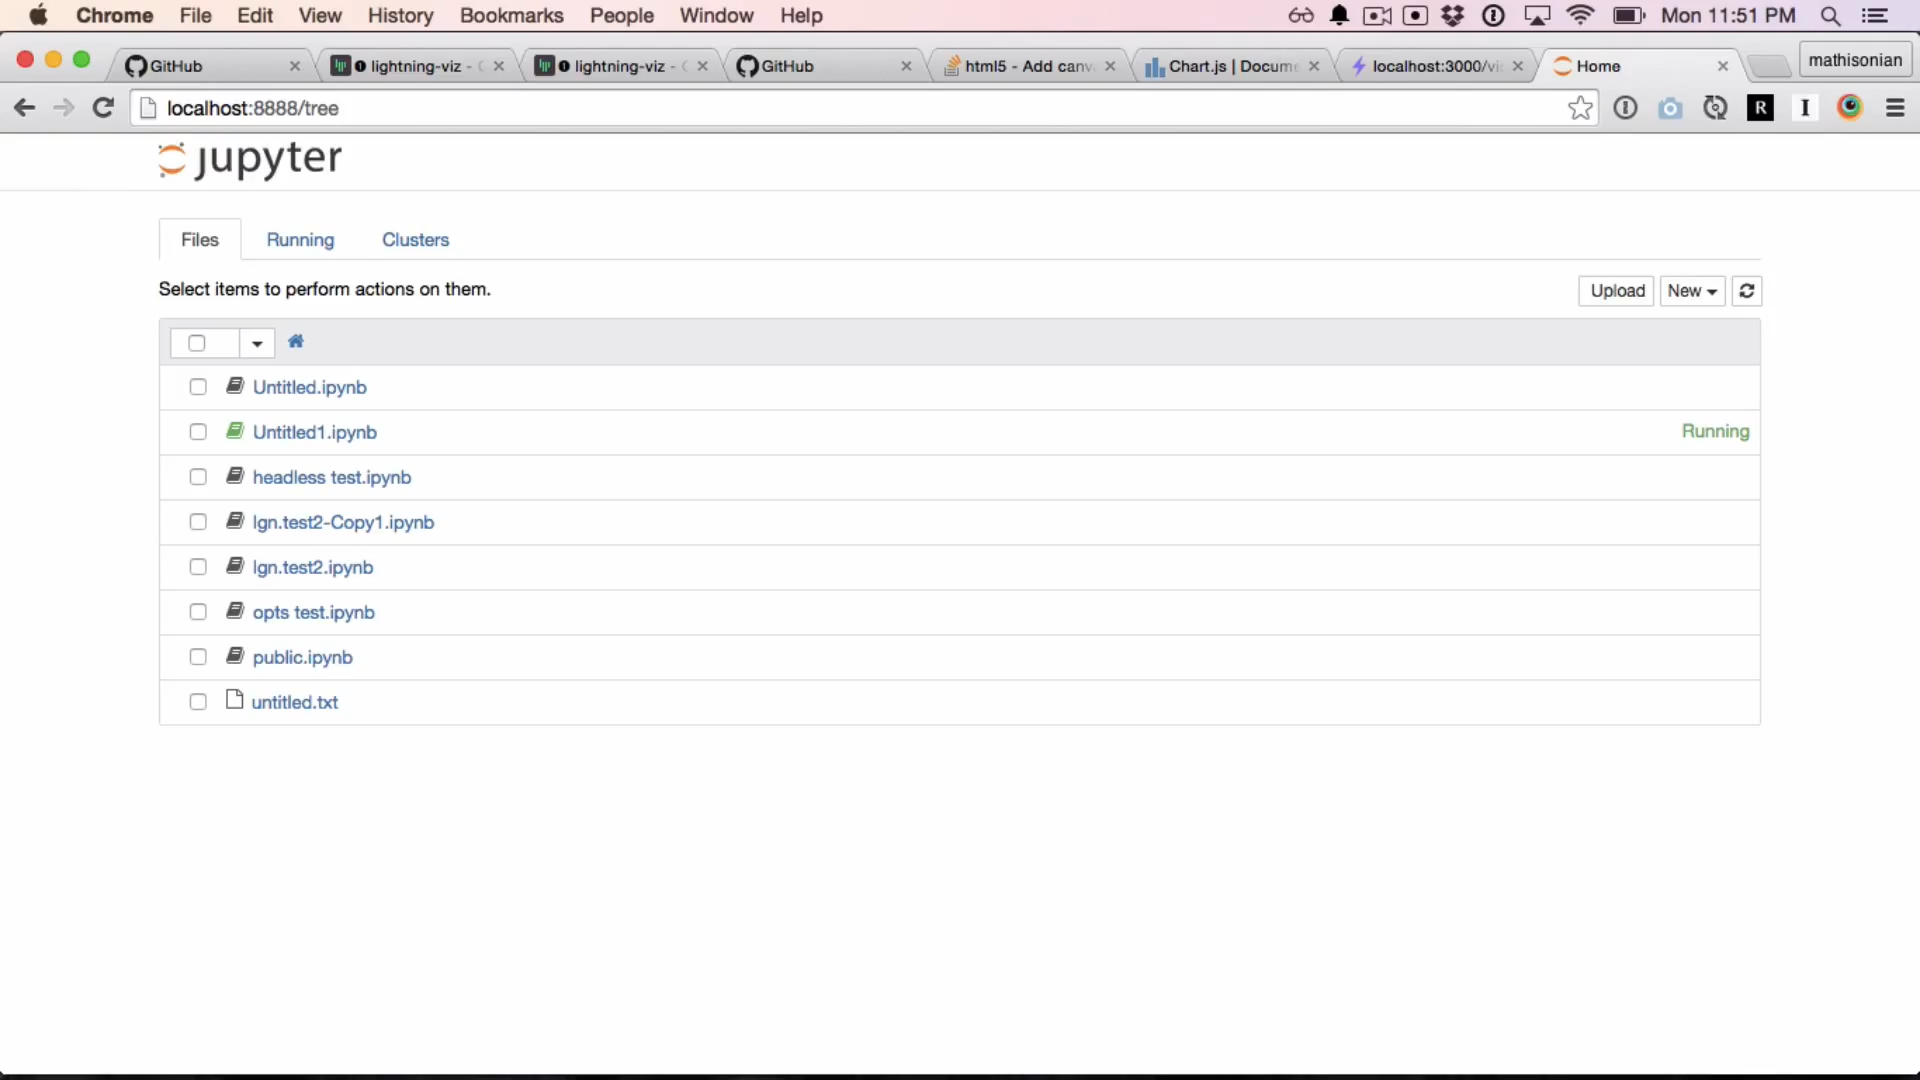 Chrome File Edit View History Bookmarks People Window Help Mon 11:51 PM
GitHub lightning-viz - lightning-viz - GitHub html5 - Add canv Chart.js | Docume localhost:3000/vi Home mathisonian
localhost:8888/tree
jupyter
Files Running Clusters
Select items to perform actions on them. Upload New
Untitled.ipynb
Untitled1.ipynb Running
headless test.ipynb
lgn.test2-Copy1.ipynb
lgn.test2.ipynb
opts test.ipynb
public.ipynb
untitled.txt